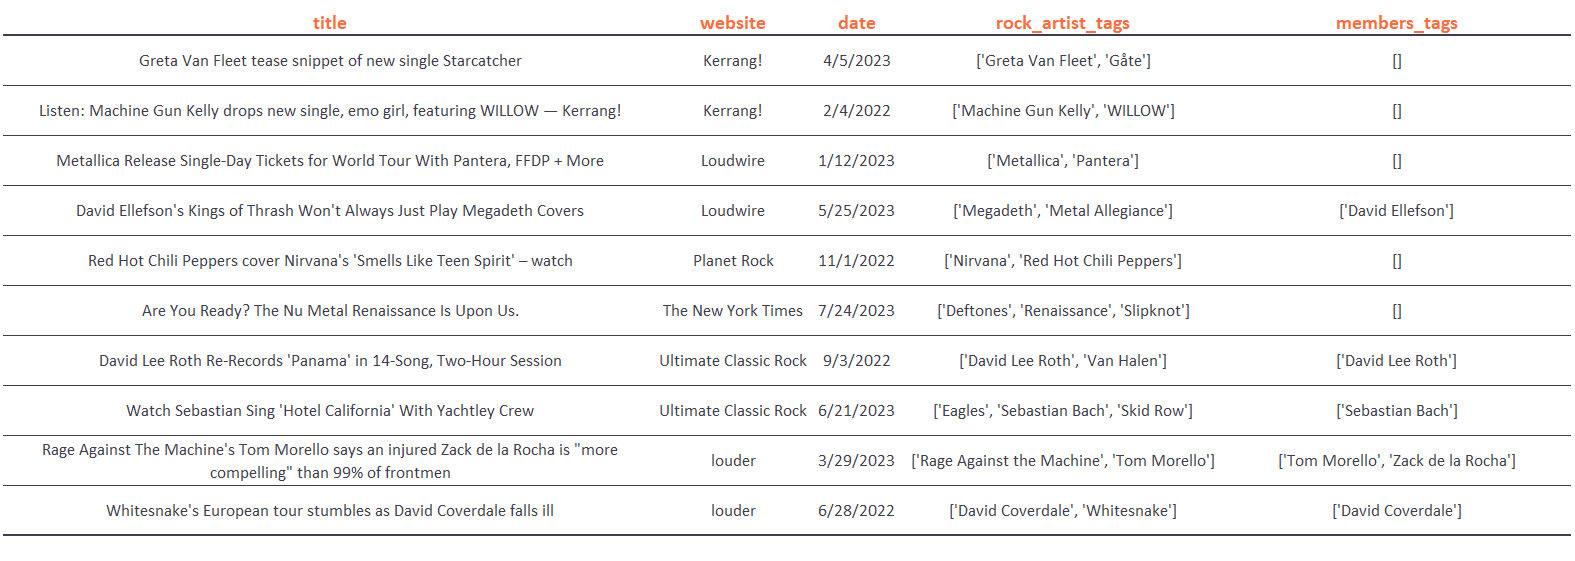 title website date rock_artist_tags members_tags
Greta Van Fleet tease snippet of new single Starcatcher Kerrang! 4/5/2023 ['Greta Van Fleet', 'Gåte'] []
Listen: Machine Gun Kelly drops new single, emo girl, featuring WILLOW — Kerrang! Kerrang! 2/4/2022 ['Machine Gun Kelly', 'WILLOW'] []
Metallica Release Single-Day Tickets for World Tour With Pantera, FFDP + More Loudwire 1/12/2023 ['Metallica', 'Pantera'] []
David Ellefson's Kings of Thrash Won't Always Just Play Megadeth Covers Loudwire 5/25/2023 ['Megadeth', 'Metal Allegiance'] ['David Ellefson']
Red Hot Chili Peppers cover Nirvana's 'Smells Like Teen Spirit' – watch Planet Rock 11/1/2022 ['Nirvana', 'Red Hot Chili Peppers'] []
Are You Ready? The Nu Metal Renaissance Is Upon Us. The New York Times 7/24/2023 ['Deftones', 'Renaissance', 'Slipknot'] []
David Lee Roth Re-Records 'Panama' in 14-Song, Two-Hour Session Ultimate Classic Rock 9/3/2022 ['David Lee Roth', 'Van Halen'] ['David Lee Roth']
Watch Sebastian Sing 'Hotel California' With Yachtley Crew Ultimate Classic Rock 6/21/2023 ['Eagles', 'Sebastian Bach', 'Skid Row'] ['Sebastian Bach']
Rage Against The Machine's Tom Morello says an injured Zack de la Rocha is "more
compelling" than 99% of frontmen louder 3/29/2023 ['Rage Against the Machine', 'Tom Morello'] ['Tom Morello', 'Zack de la Rocha']
Whitesnake's European tour stumbles as David Coverdale falls ill louder 6/28/2022 ['David Coverdale', 'Whitesnake'] ['David Coverdale']